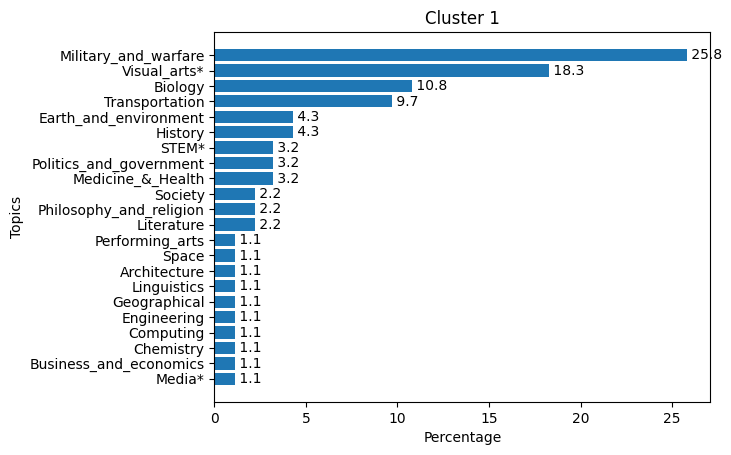 Cluster 1
Military_and_warfare 25.8
Visual_arts* 18.3
Biology 10.8
Transportation 9.7
Earth_and_environment 4.3
History 4.3
STEM* 3.2
Politics_and_government 3.2
Medicine_&_Health 3.2
Society 2.2
Philosophy_and_religion 2.2
Literature 2.2
Performing_arts 1.1
Space 1.1
Architecture 1.1
Linguistics 1.1
Geographical 1.1
Engineering 1.1
Computing 1.1
Chemistry 1.1
Business_and_economics 1.1
Media* 1.1
Topics
0 5 10 15 20 25
Percentage